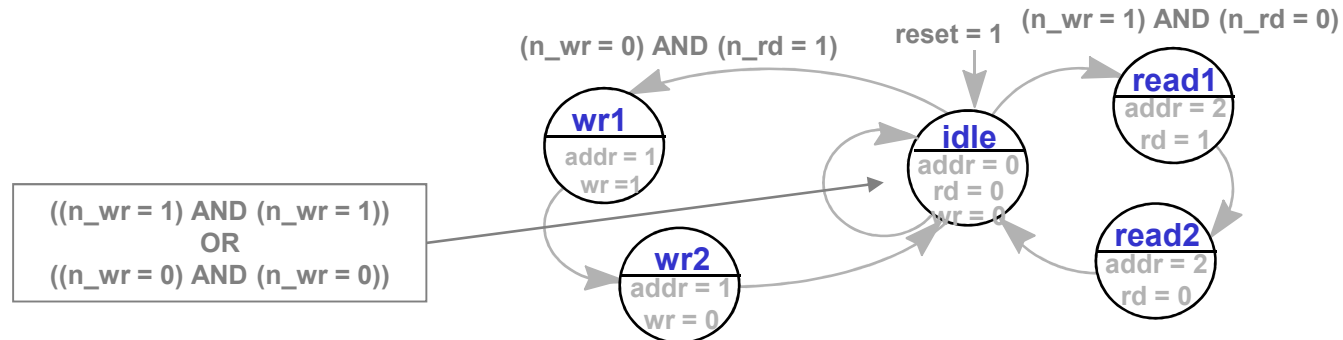 (n_wr = 0) AND (n_rd = 1)
reset = 1
(n_wr = 1) AND (n_rd = 0)
wr1
addr = 1
wr =1
idle
addr = 0
rd = 0
wr = 0
read1
addr = 2
rd = 1
((n_wr = 1) AND (n_wr = 1))
OR
((n_wr = 0) AND (n_wr = 0))
wr2
addr = 1
wr = 0
read2
addr = 2
rd = 0